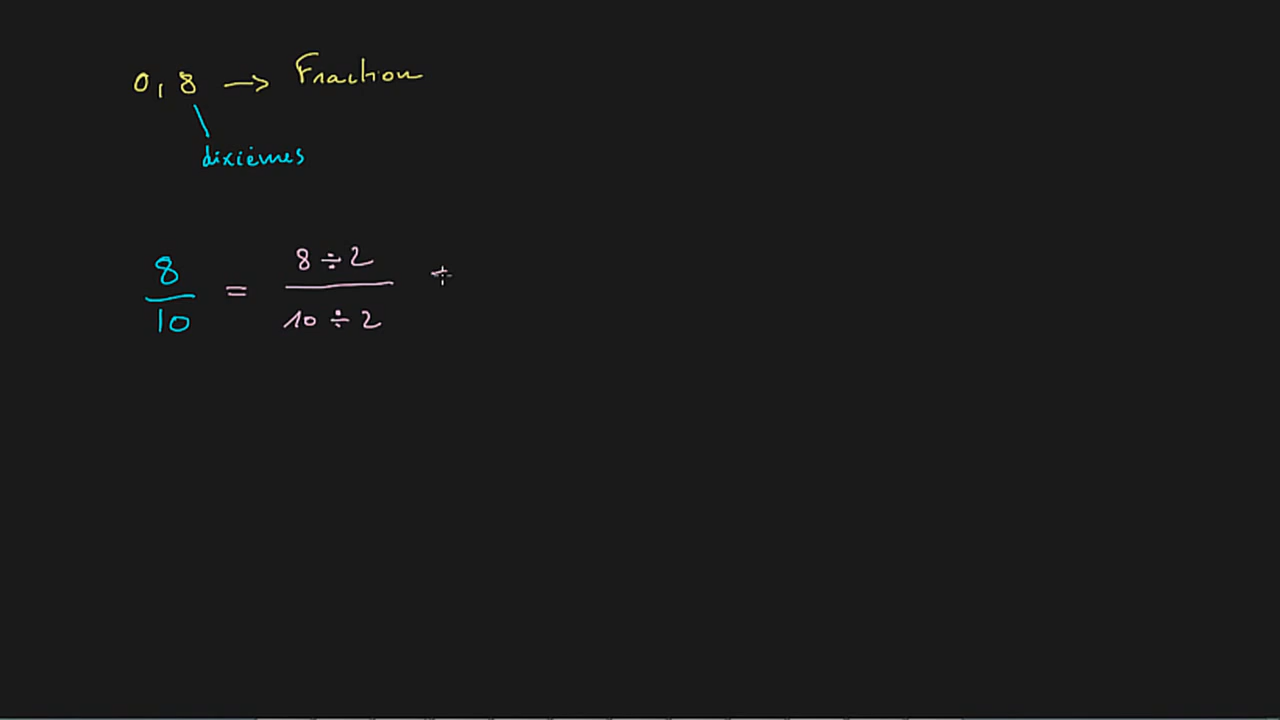 0,8 → Fraction
dixièmes
8/10 = 8÷2/10÷2